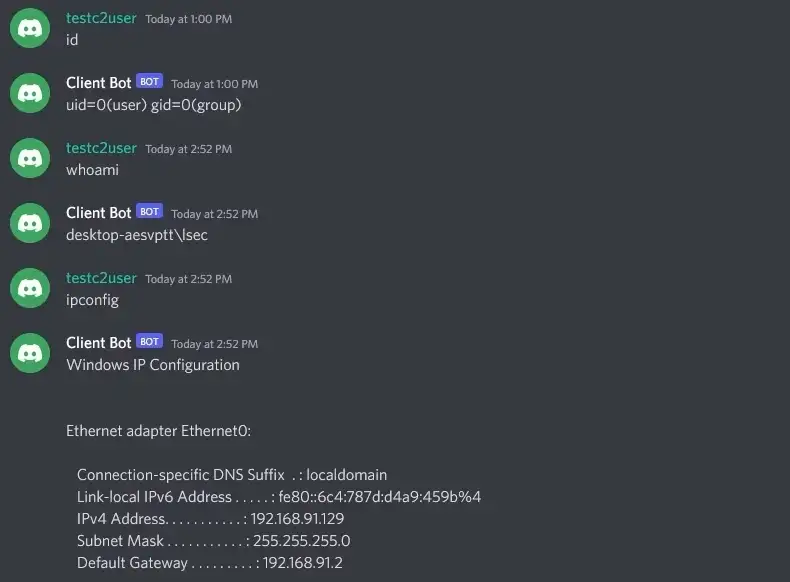 testc2user Today at 1:00 PM
id
Client Bot BOT Today at 1:00 PM
uid=0(user) gid=0(group)
testc2user Today at 2:52 PM
whoami
Client Bot BOT Today at 2:52 PM
desktop-aesvptt\lsec
testc2user Today at 2:52 PM
ipconfig
Client Bot BOT Today at 2:52 PM
Windows IP Configuration
Ethernet adapter Ethernet0:
Connection-specific DNS Suffix . : localdomain
Link-local IPv6 Address . . . . . : fe80::6c4:787d:d4a9:459b%4
IPv4 Address. . . . . . . . . . . : 192.168.91.129
Subnet Mask . . . . . . . . . . . : 255.255.255.0
Default Gateway . . . . . . . . . : 192.168.91.2